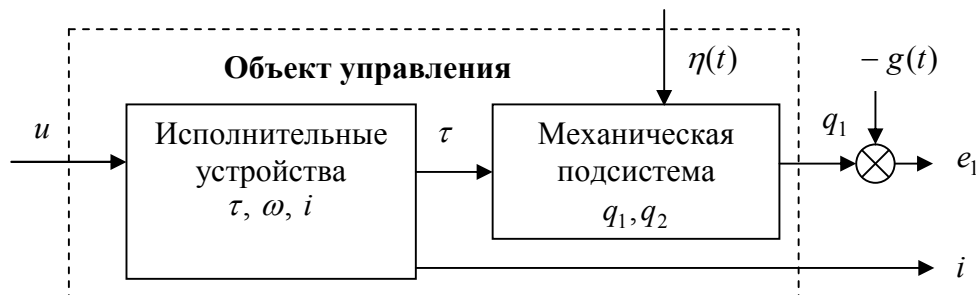 Объект управления
η(t)
− g(t)
u
Исполнительные
устройства
τ, ω, i
τ
Механическая
подсистема
q₁, q₂
q₁
e₁
i